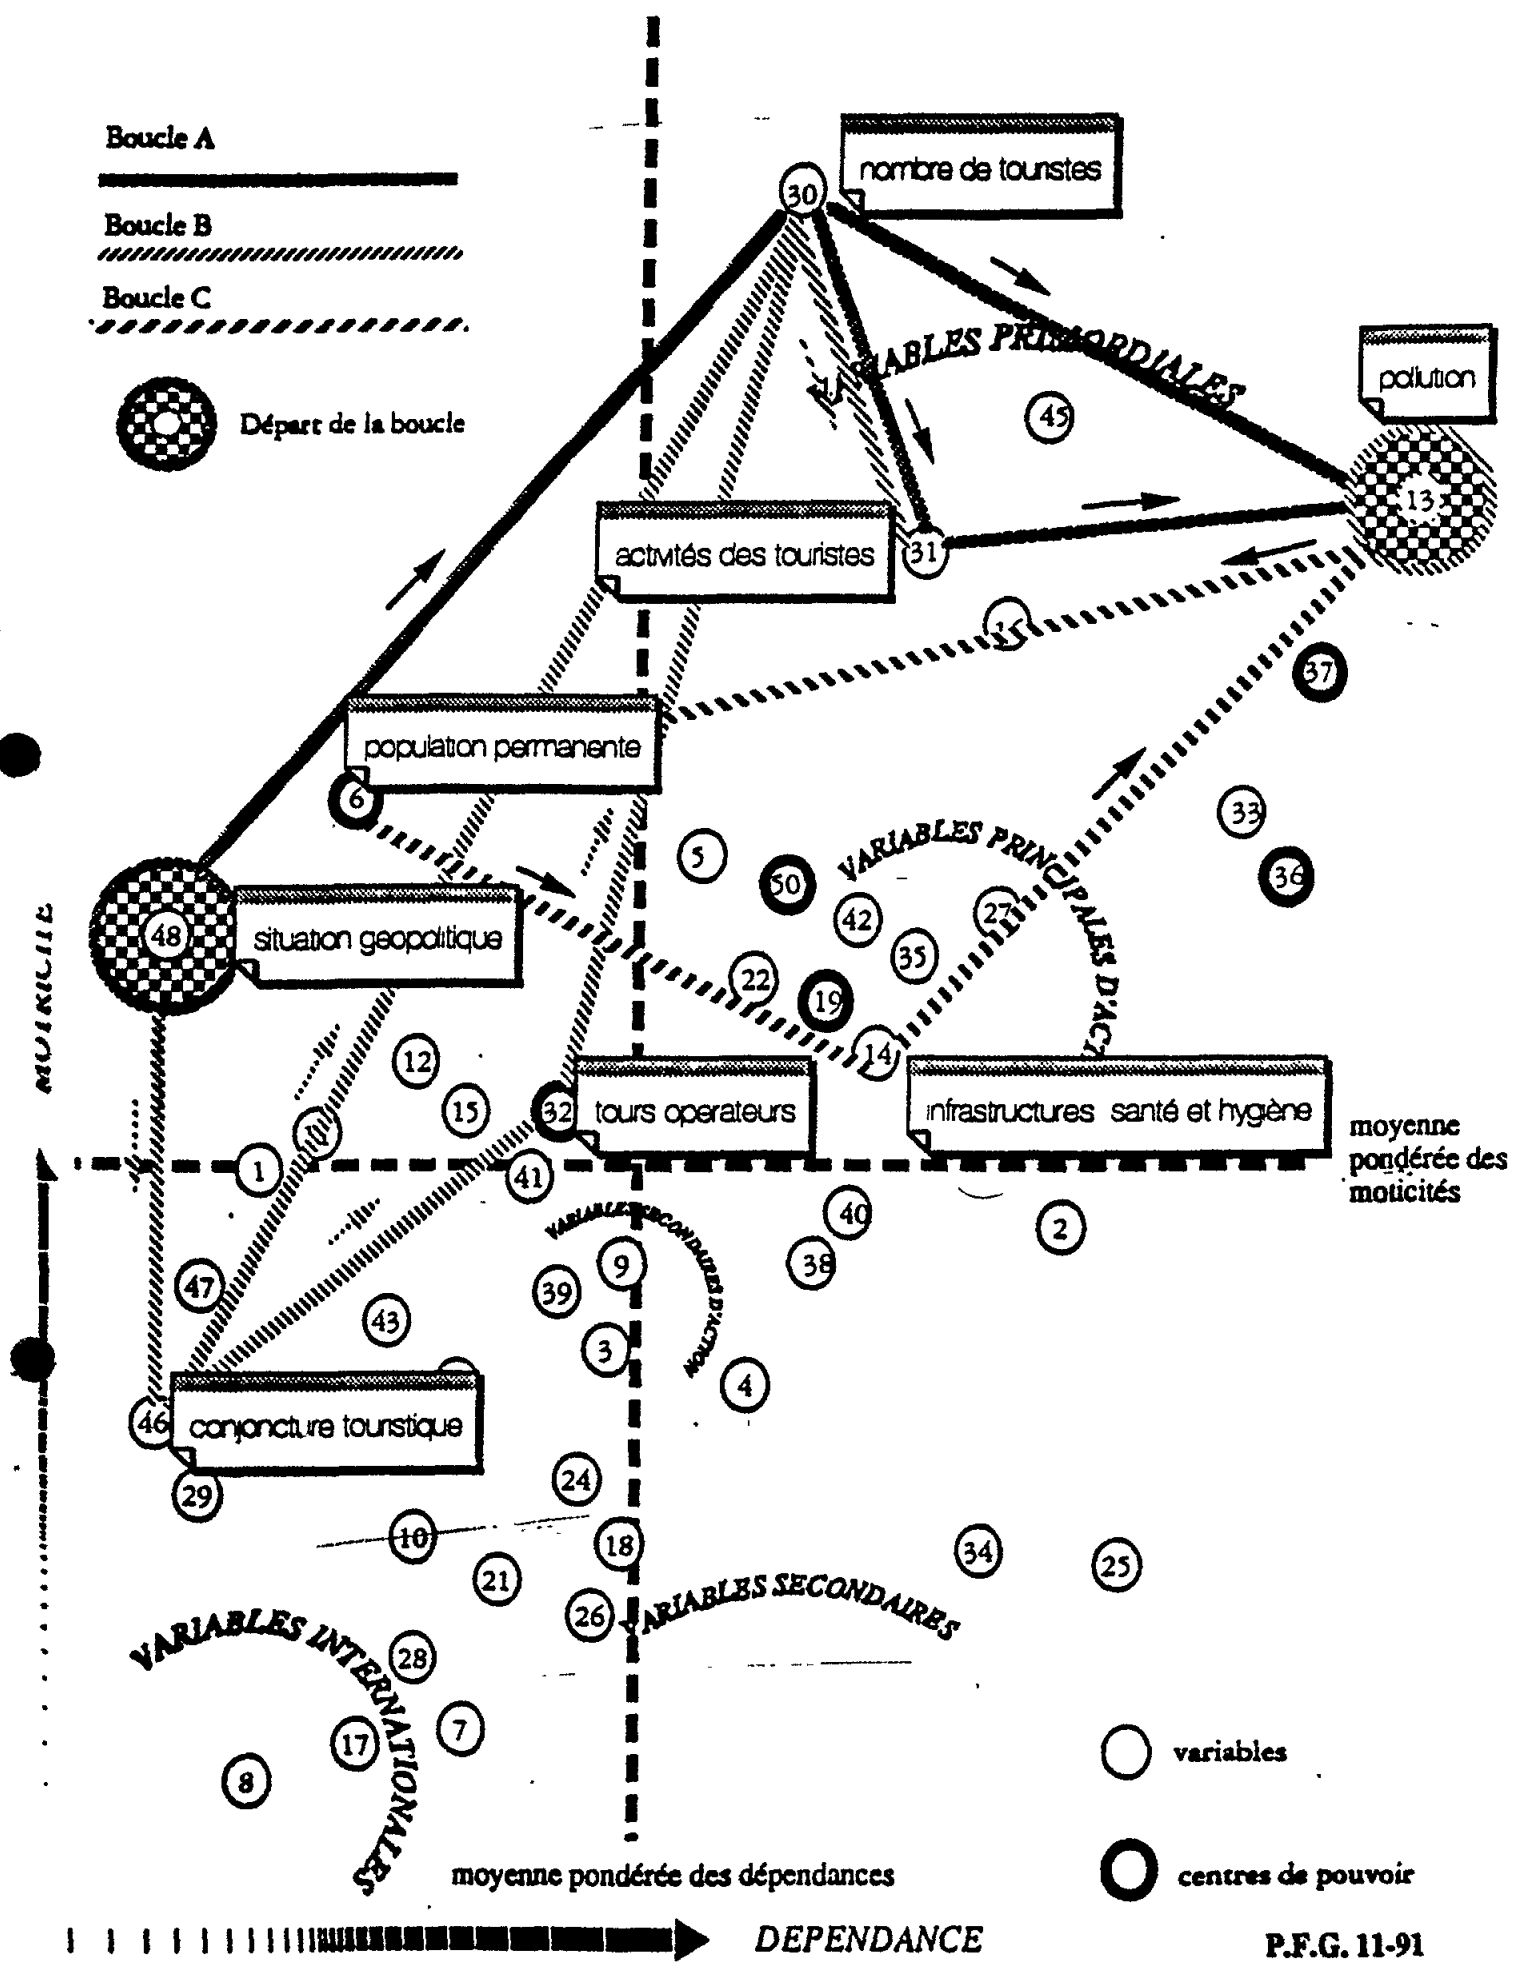 Boucle A
Boucle B
Boucle C
Départ de la boucle
30
nombre de touristes
VARIABLES PRIMORDIALES
45
pollution
13
activités des touristes
31
37
population permanente
6
33
5
50
VARIABLES PRINCIPALES D'ACT
36
42
27
48
situation geopolitique
35
22
19
MOTRICITE
12
14
15
32
tours operateurs
infrastructures santé et hygiène
1
moyenne
pondérée des
moticités
41
40
2
VARIABLES SECONDAIRES D'ACTION
9
38
47
39
43
3
4
46
conjoncture touristique
29
24
10
18
34
25
21
26
VARIABLES SECONDAIRES
VARIABLES INTERNATIONALES
28
7
17
8
variables
moyenne pondérée des dépendances
centres de pouvoir
DEPENDANCE
P.F.G. 11-91